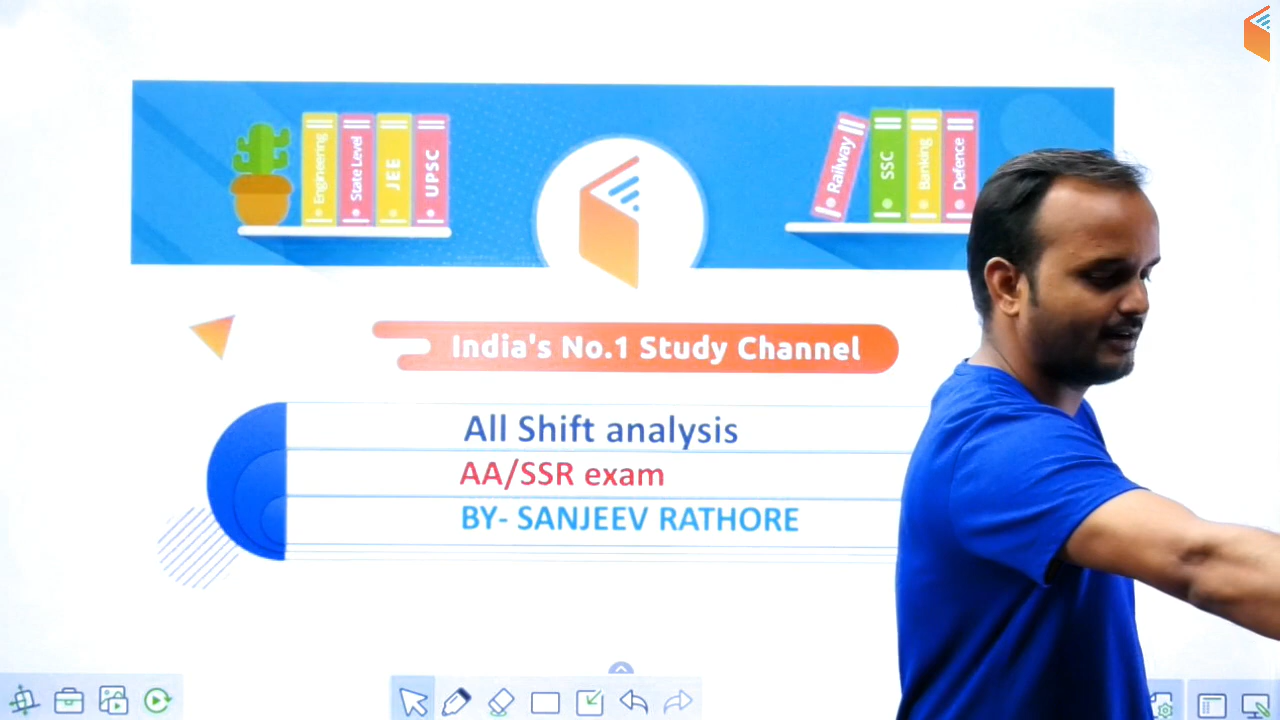 Engineering
State Level
JEE
UPSC
Railway
SSC
Banking
Defence
India's No.1 Study Channel
All Shift analysis
AA/SSR exam
BY- SANJEEV RATHORE